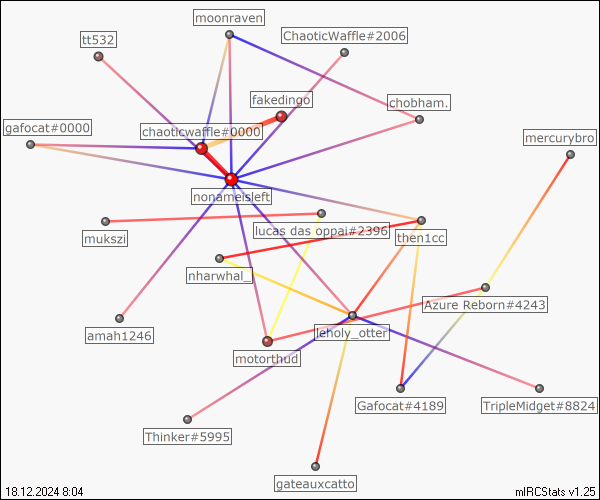 moonraven
tt532
ChaoticWaffle#2006
fakedingo
chobham.
gafocat#0000
chaoticwaffle#0000
mercurybro
nonameisleft
mukszi
lucas das oppai#2396
then1cc
nharwhal_
Azure Reborn#4243
amah1246
leholy_otter
motorthud
Gafocat#4189
TripleMidget#8824
Thinker#5995
gateauxcatto
18.12.2024 8:04
mIRCStats v1.25